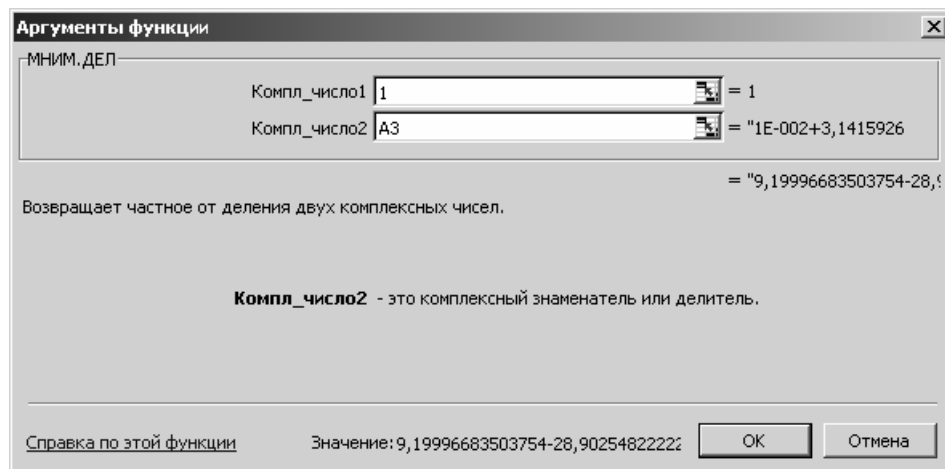 Аргументы функции
МНИМ.ДЕЛ
Компл_число1 1 = 1
Компл_число2 A3 = "1E-002+3,1415926
= "9,19996683503754-28,9
Возвращает частное от деления двух комплексных чисел.
Компл_число2 - это комплексный знаменатель или делитель.
Справка по этой функции Значение:9,19996683503754-28,90254822222 ОК Отмена